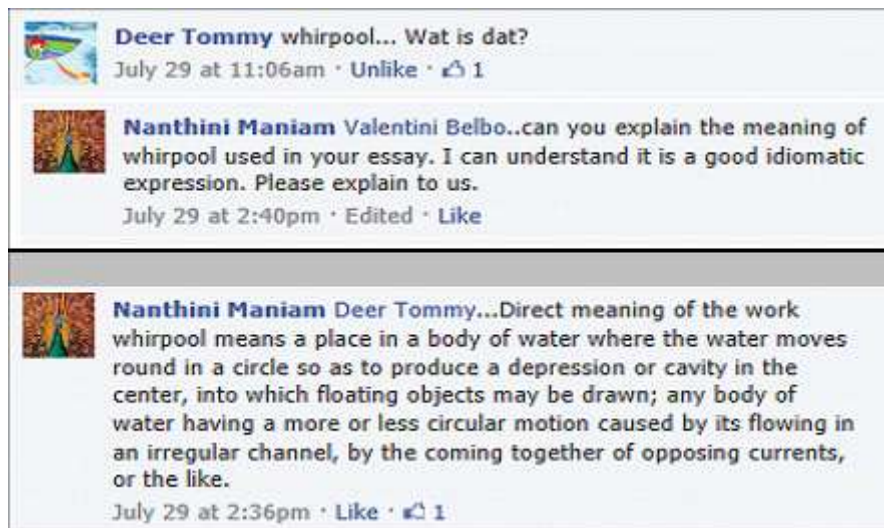 Deer Tommy whirpool... Wat is dat?
July 29 at 11:06am · Unlike · 1
Nanthini Maniam Valentini Belbo..can you explain the meaning of
whirpool used in your essay. I can understand it is a good idiomatic
expression. Please explain to us.
July 29 at 2:40pm · Edited · Like
Nanthini Maniam Deer Tommy...Direct meaning of the work
whirpool means a place in a body of water where the water moves
round in a circle so as to produce a depression or cavity in the
center, into which floating objects may be drawn; any body of
water having a more or less circular motion caused by its flowing in
an irregular channel, by the coming together of opposing currents,
or the like.
July 29 at 2:36pm · Like · 1